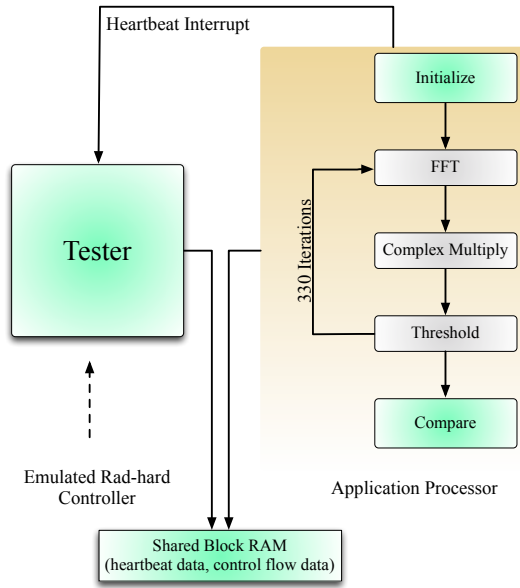 Heartbeat Interrupt
Initialize
FFT
330 Iterations
Tester
Complex Multiply
Threshold
Compare
Emulated Rad-hard
Controller
Application Processor
Shared Block RAM
(heartbeat data, control flow data)